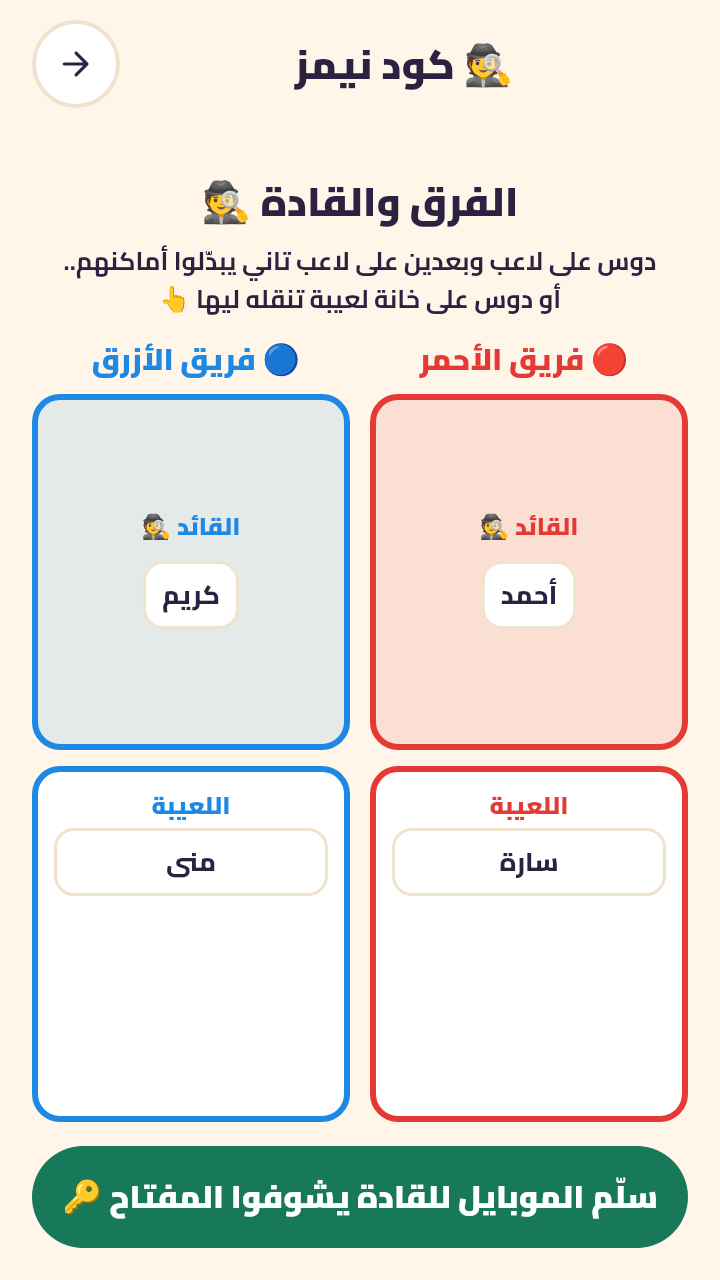 كود نيمز 🕵️
الفرق والقادة 🕵️
دوس على لاعب وبعدين على لاعب تاني يبدّلوا أماكنهم..
أو دوس على خانة لعيبة تنقله ليها 👆
🔴 فريق الأحمر
🔵 فريق الأزرق
القائد 🕵️
أحمد
القائد 🕵️
كريم
اللعيبة
سارة
اللعيبة
منى
سلّم الموبايل للقادة يشوفوا المفتاح 🔑